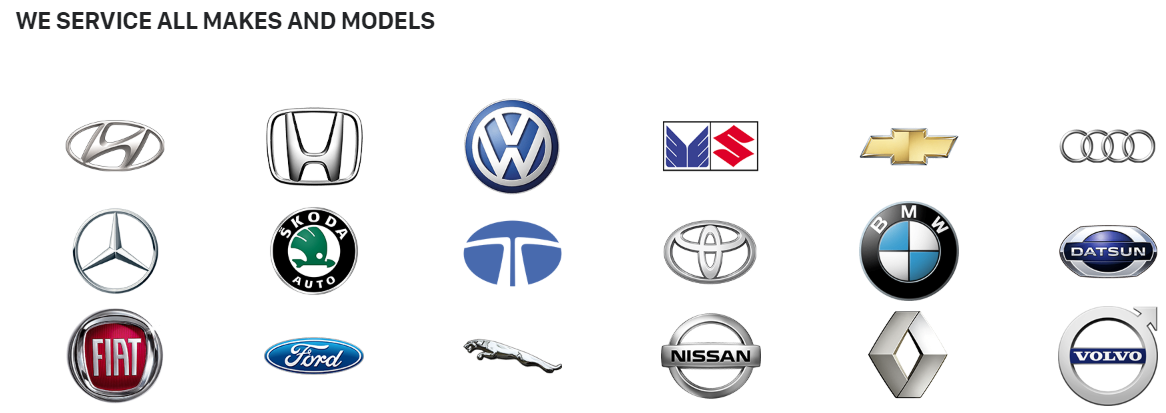 WE SERVICE ALL MAKES AND MODELS
ŠKODA
AUTO
BMW
DATSUN
FIAT
Ford
NISSAN
VOLVO